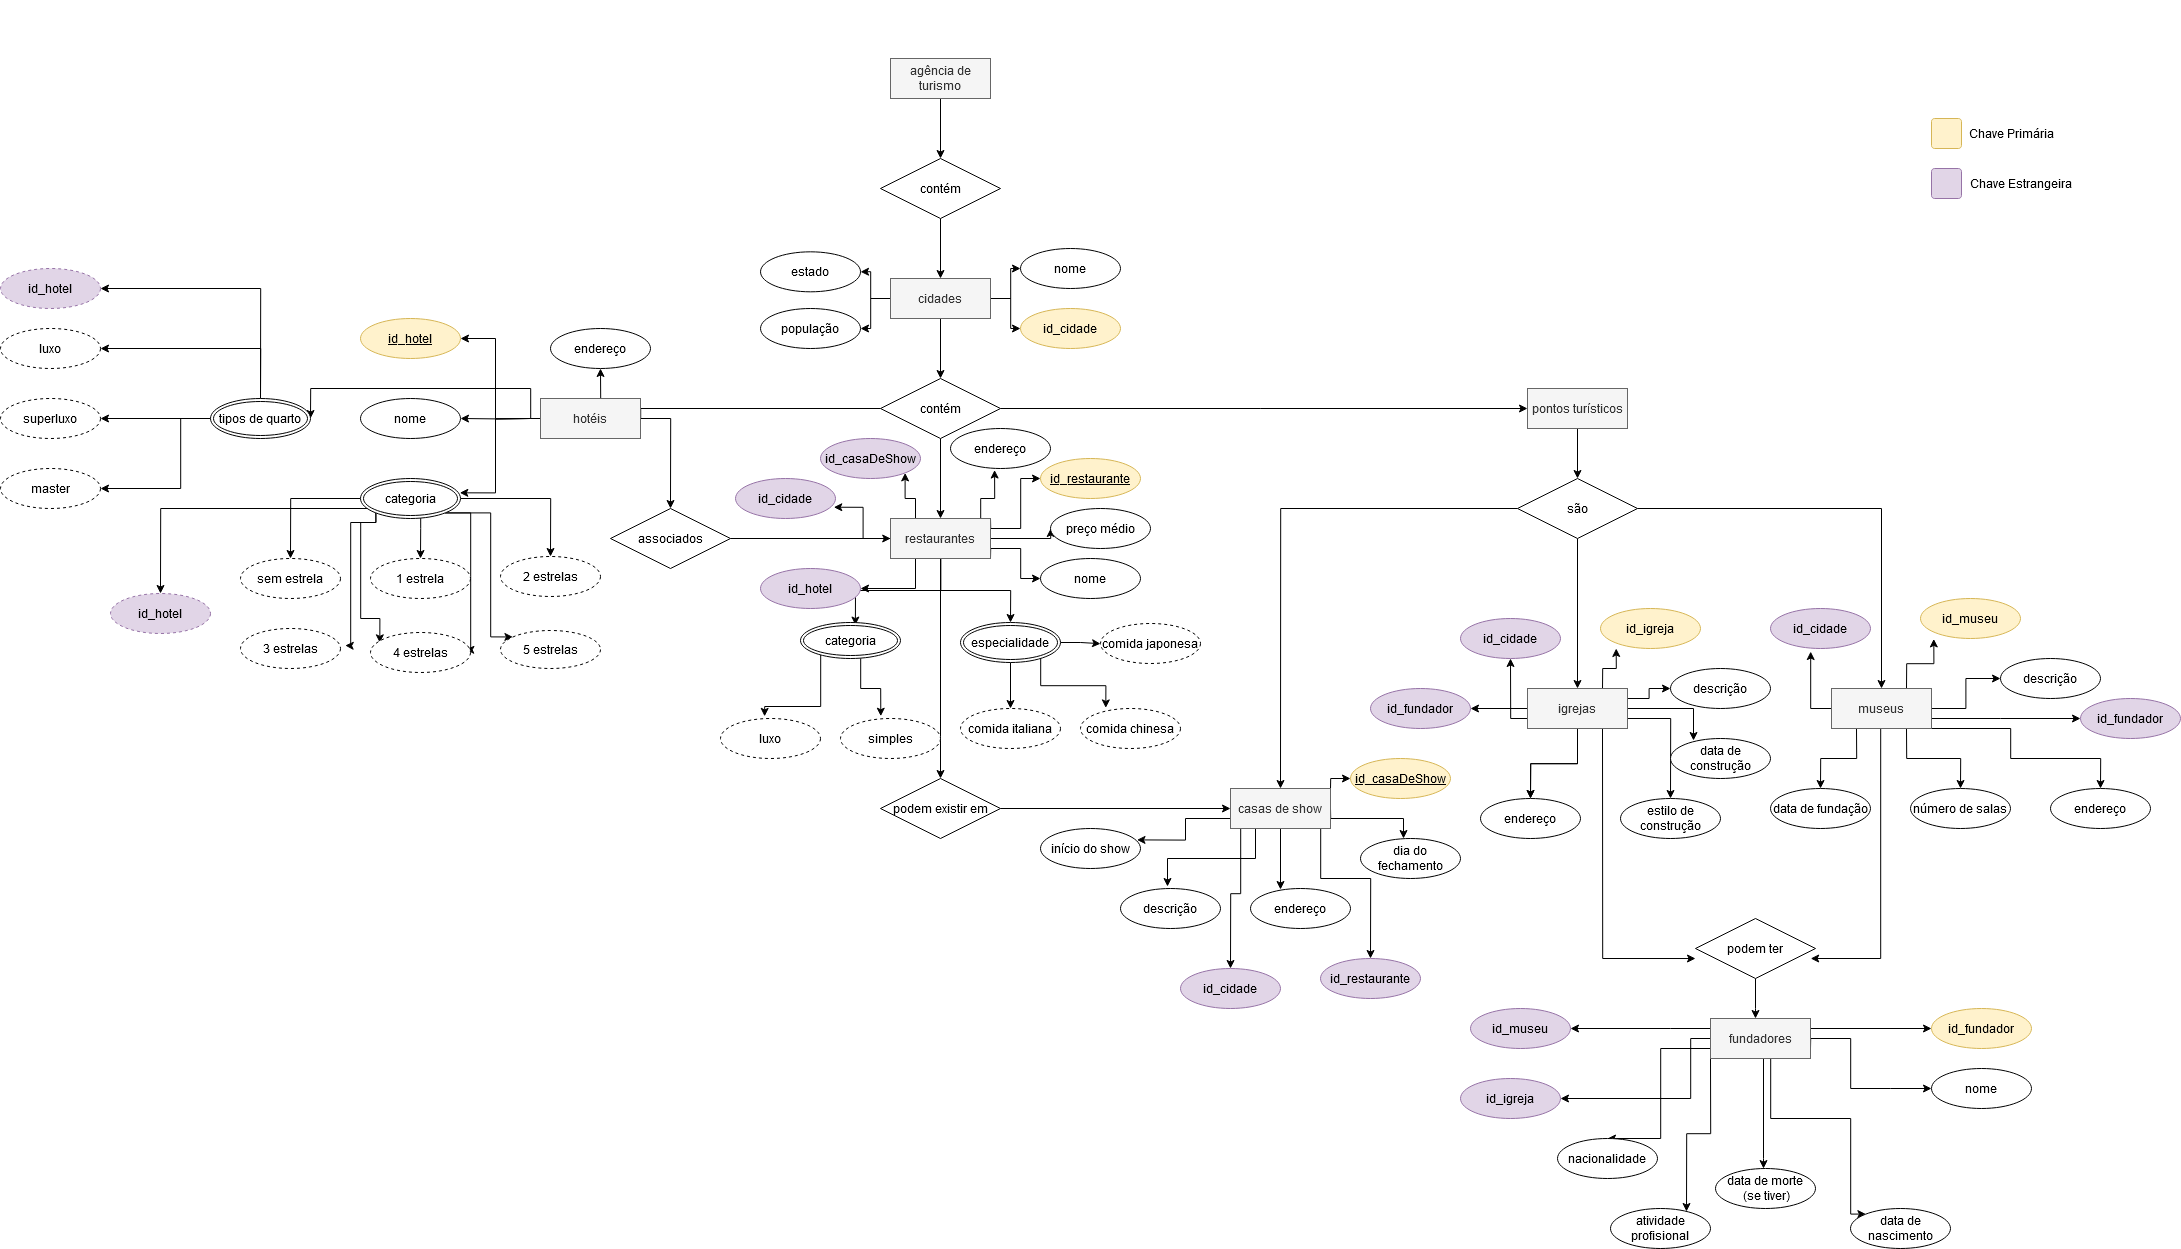 agência de
turismo
Chave Primária
contém
Chave Estrangeira
estado
nome
id_hotel
cidades
população
id_cidade
id_hotel
endereço
luxo
superluxo
tipos de quarto
nome
hotéis
contém
pontos turísticos
master
categoria
id_casaDeShow
endereço
id_restaurante
id_cidade
são
associados
restaurantes
preço médio
sem estrela
1 estrela
2 estrelas
id_hotel
nome
id_hotel
3 estrelas
4 estrelas
5 estrelas
categoria
especialidade
comida japonesa
id_cidade
id_igreja
id_cidade
id_museu
luxo
simples
comida italiana
comida chinesa
id_fundador
igrejas
descrição
museus
descrição
id_fundador
data de
construção
podem existir em
casas de show
id_casaDeShow
endereço
estilo de
construção
data de fundação
número de salas
endereço
início do show
dia do
fechamento
descrição
endereço
id_cidade
id_restaurante
podem ter
id_museu
fundadores
id_fundador
id_igreja
nome
nacionalidade
data de morte
(se tiver)
atividade
profisional
data de
nascimento